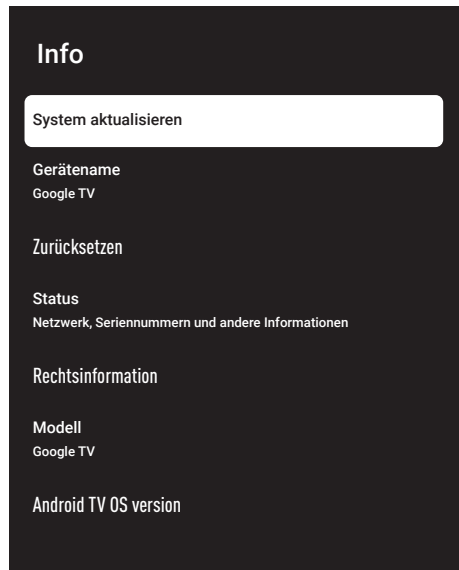 Info
System aktualisieren
Gerätename
Google TV
Zurücksetzen
Status
Netzwerk, Seriennummern und andere Informationen
Rechtsinformation
Modell
Google TV
Android TV OS version